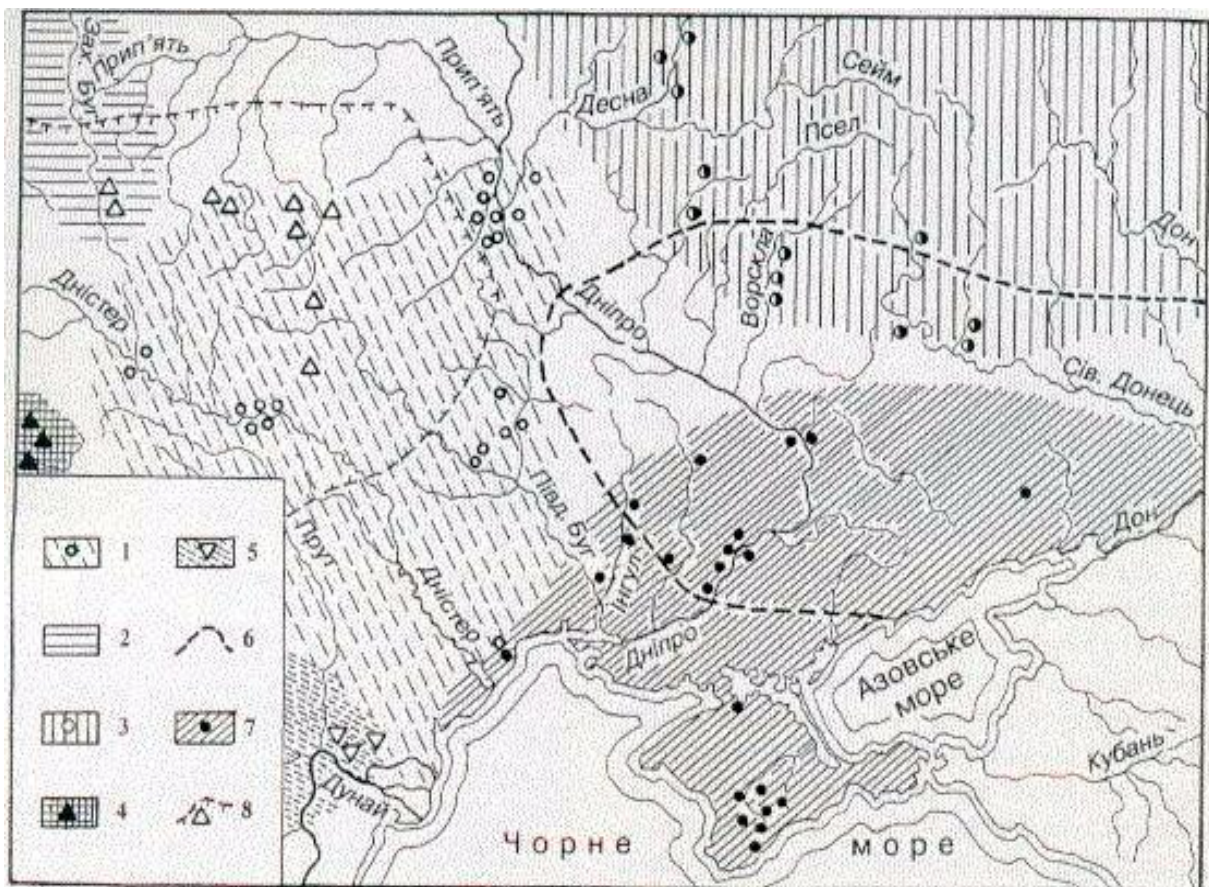 Зах. Буг
Прип'ять
Прип'ять
Десна
Сейм
Псел
Дон
Ворскла
Дніпро
Дністер
Сів. Донець
Півд. Буг
Інгул
Прут
Дністер
Дніпро
Дон
Азовське
море
Кубань
Дунай
Чорне море
1 5
2 6
3 7
4 8